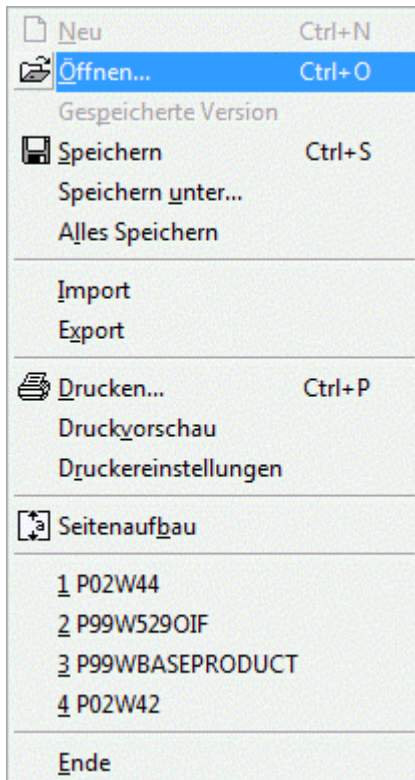 Neu Ctrl+N
Öffnen... Ctrl+O
Gespeicherte Version
Speichern Ctrl+S
Speichern unter...
Alles Speichern
Import
Export
Drucken... Ctrl+P
Druckvorschau
Druckereinstellungen
Seitenaufbau
1 P02W44
2 P99W529OIF
3 P99WBASEPRODUCT
4 P02W42
Ende